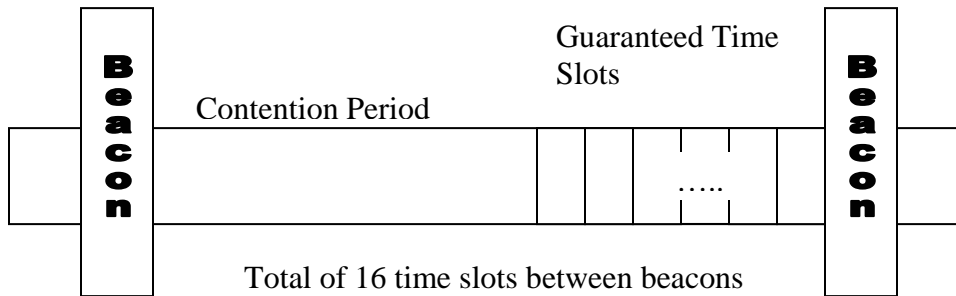 Beacon
Guaranteed Time
Slots
Contention Period
…..
Beacon
Total of 16 time slots between beacons